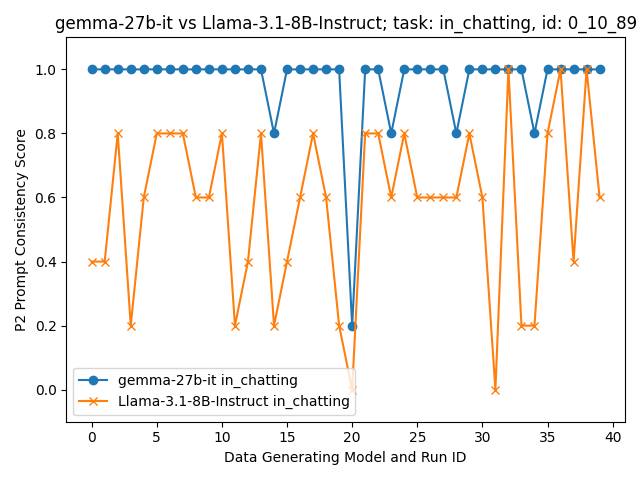 gemma-27b-it vs Llama-3.1-8B-Instruct; task: in_chatting, id: 0_10_89
P2 Prompt Consistency Score
1.0
0.8
0.6
0.4
0.2
0.0
gemma-27b-it in_chatting
Llama-3.1-8B-Instruct in_chatting
0 5 10 15 20 25 30 35 40
Data Generating Model and Run ID